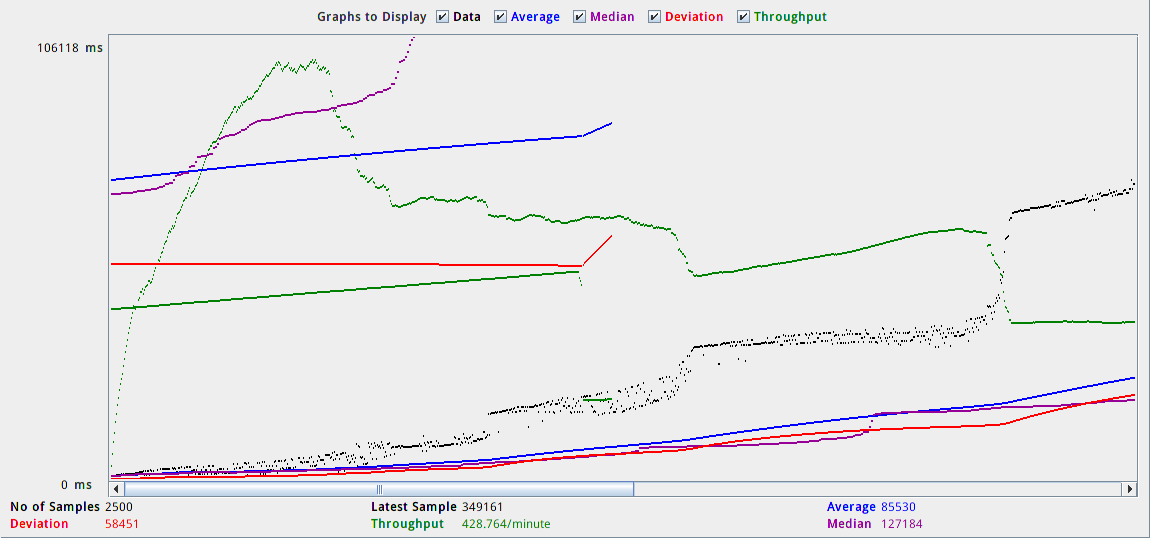 Graphs to Display Data Average Median Deviation Throughput
106118 ms
0 ms
No of Samples 2500 Latest Sample 349161 Average 85530
Deviation 58451 Throughput 428.764/minute Median 127184